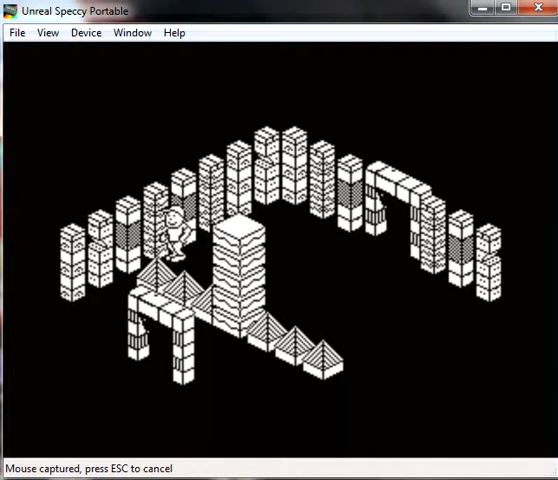 Unreal Speccy Portable
File View Device Window Help
Mouse captured, press ESC to cancel